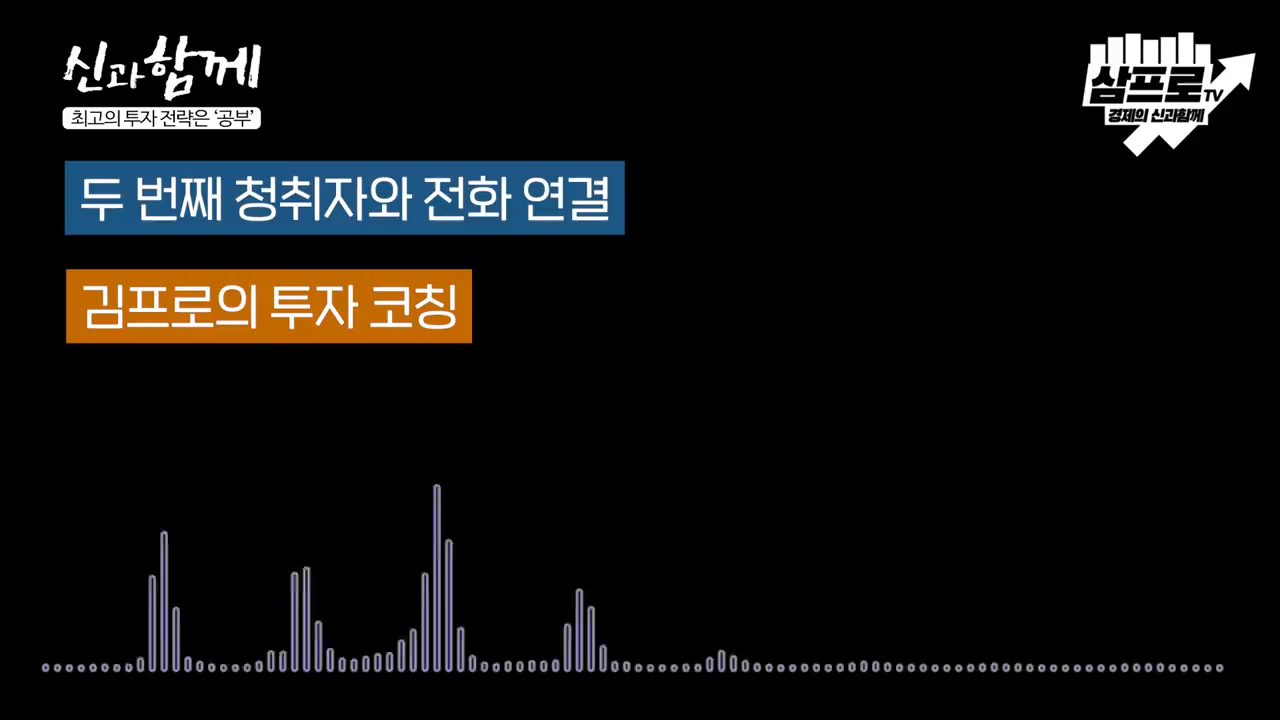 신과함께
최고의 투자 전략은 ‘공부’
삼프로TV
경제의 신과함께
두 번째 청취자와 전화 연결
김프로의 투자 코칭